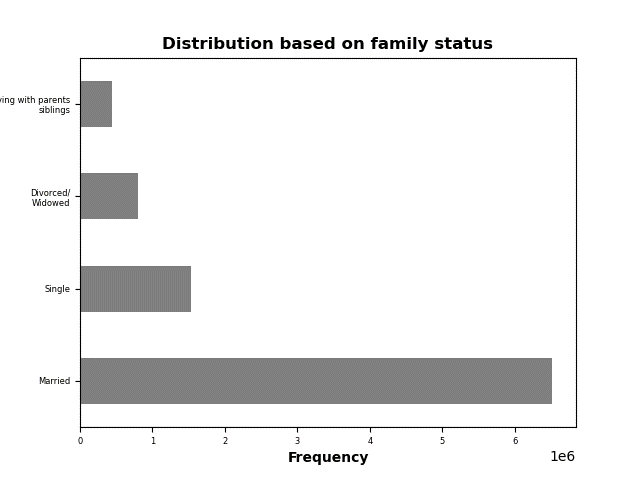 Distribution based on family status
ving with parents
siblings
Divorced/
Widowed
Single
Married
0 1 2 3 4 5 6
1e6
Frequency